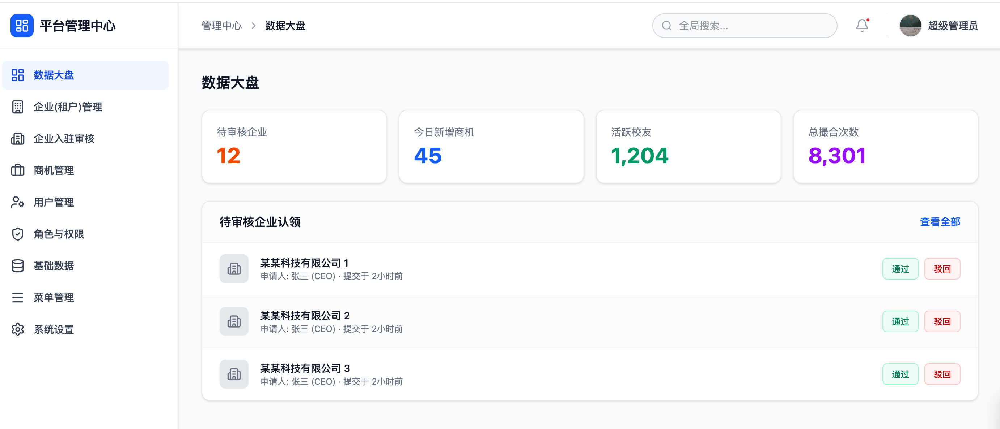 平台管理中心
管理中心
数据大盘
全局搜索...
超级管理员
数据大盘
企业(租户)管理
企业入驻审核
商机管理
用户管理
角色与权限
基础数据
菜单管理
系统设置
数据大盘
待审核企业
12
今日新增商机
45
活跃校友
1,204
总撮合次数
8,301
待审核企业认领
查看全部
某某科技有限公司 1
申请人: 张三 (CEO) · 提交于 2小时前
通过
驳回
某某科技有限公司 2
申请人: 张三 (CEO) · 提交于 2小时前
通过
驳回
某某科技有限公司 3
申请人: 张三 (CEO) · 提交于 2小时前
通过
驳回